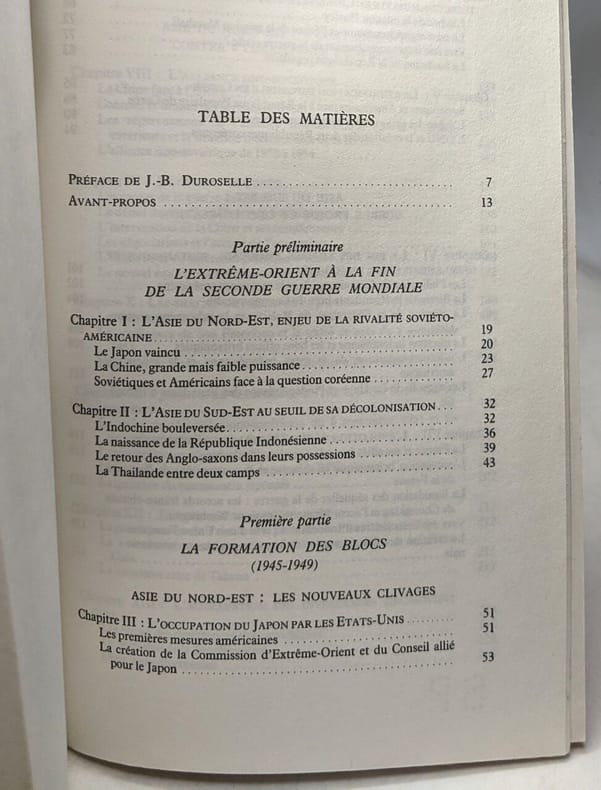 TABLE DES MATIÈRES
PRÉFACE DE J.-B. DUROSELLE .............................. 7
AVANT-PROPOS .............................. 13
Partie préliminaire
L'EXTRÊME-ORIENT À LA FIN
DE LA SECONDE GUERRE MONDIALE
Chapitre I : L'ASIE DU NORD-EST, ENJEU DE LA RIVALITÉ SOVIÉTO-
AMÉRICAINE .............................. 19
Le Japon vaincu .............................. 20
La Chine, grande mais faible puissance .............................. 23
Soviétiques et Américains face à la question coréenne .............. 27
Chapitre II : L'ASIE DU SUD-EST AU SEUIL DE SA DÉCOLONISATION ... 32
L'Indochine bouleversée .............................. 32
La naissance de la République Indonésienne .............................. 36
Le retour des Anglo-saxons dans leurs possessions .............. 39
La Thaïlande entre deux camps .............................. 43
Première partie
LA FORMATION DES BLOCS
(1945-1949)
ASIE DU NORD-EST : LES NOUVEAUX CLIVAGES
Chapitre III : L'OCCUPATION DU JAPON PAR LES ETATS-UNIS .......... 51
Les premières mesures américaines .............................. 51
La création de la Commission d'Extrême-Orient et du Conseil allié
pour le Japon .............................. 53